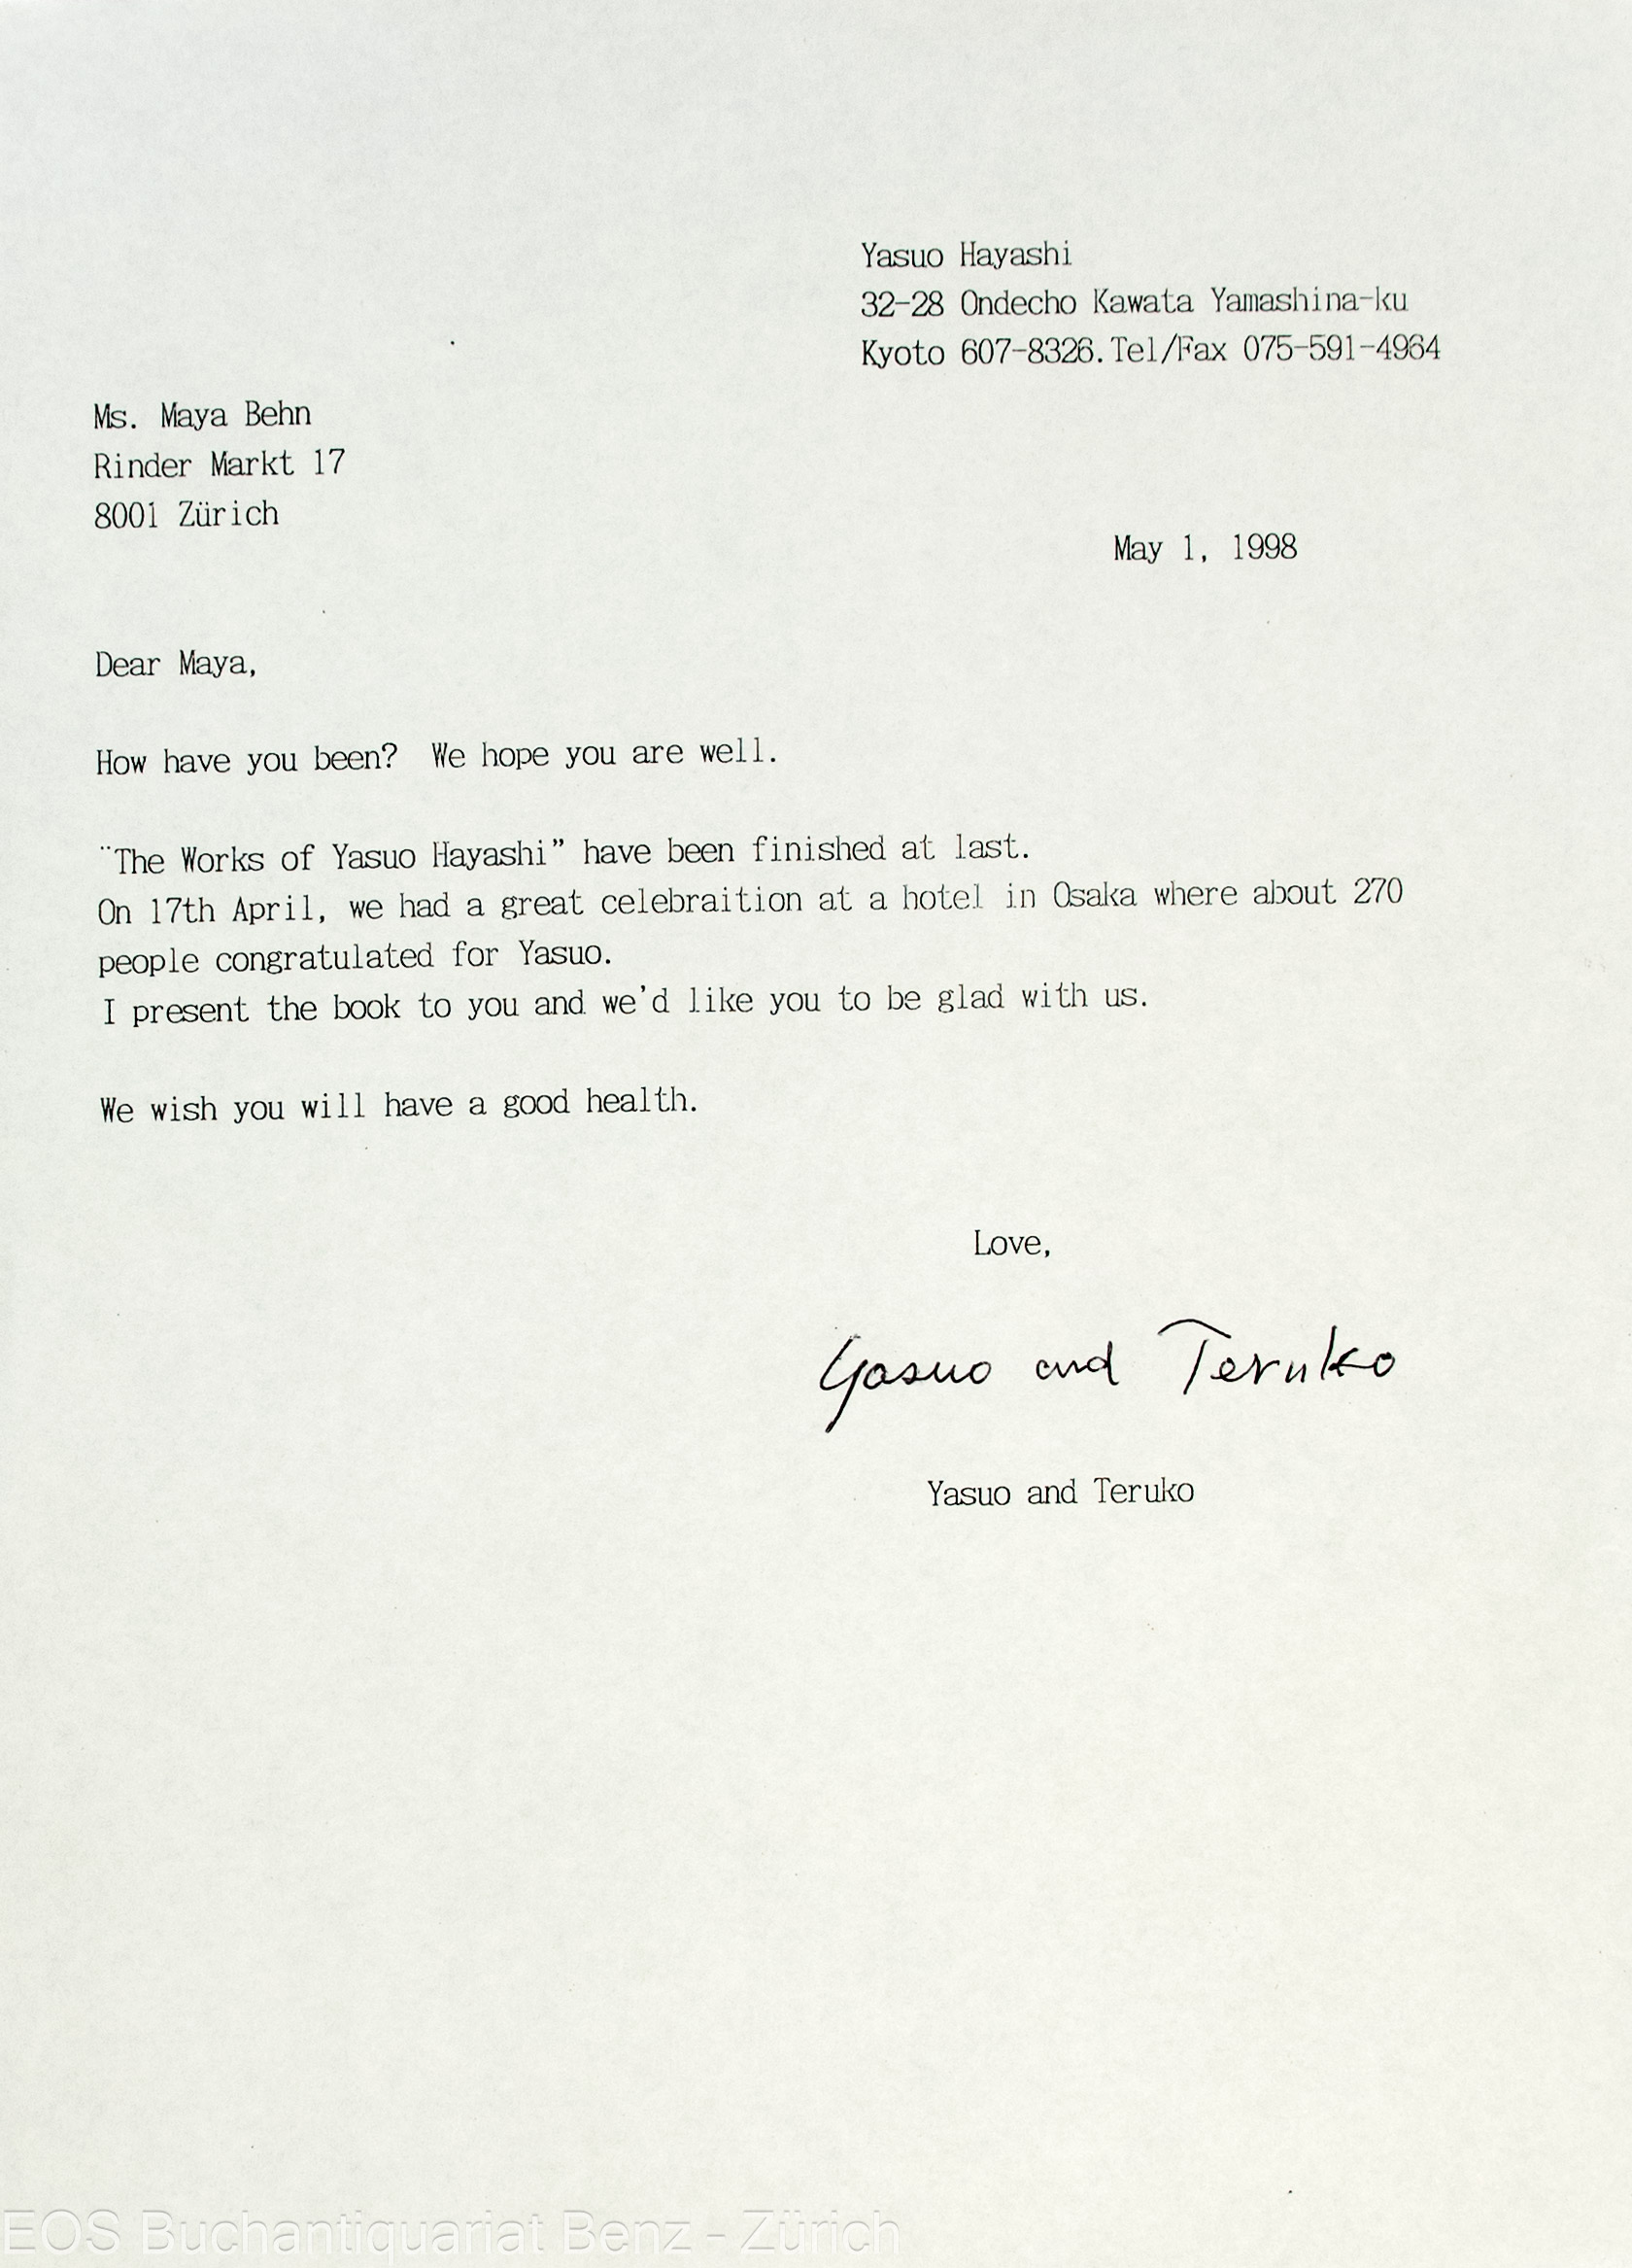 Yasuo Hayashi
32-28 Ondecho Kawata Yamashina-ku
Kyoto 607-8326.Tel/Fax 075-591-4964
Ms. Maya Behn
Rinder Markt 17
8001 Zürich
May 1, 1998
Dear Maya,
How have you been?  We hope you are well.
¨The Works of Yasuo Hayashi” have been finished at last.
On 17th April, we had a great celebraition at a hotel in Osaka where about 270
people congratulated for Yasuo.
I present the book to you and we'd like you to be glad with us.
We wish you will have a good health.
Love,
Yasuo and Teruko
Yasuo and Teruko
EOS Buchantiquariat Benz - Zürich